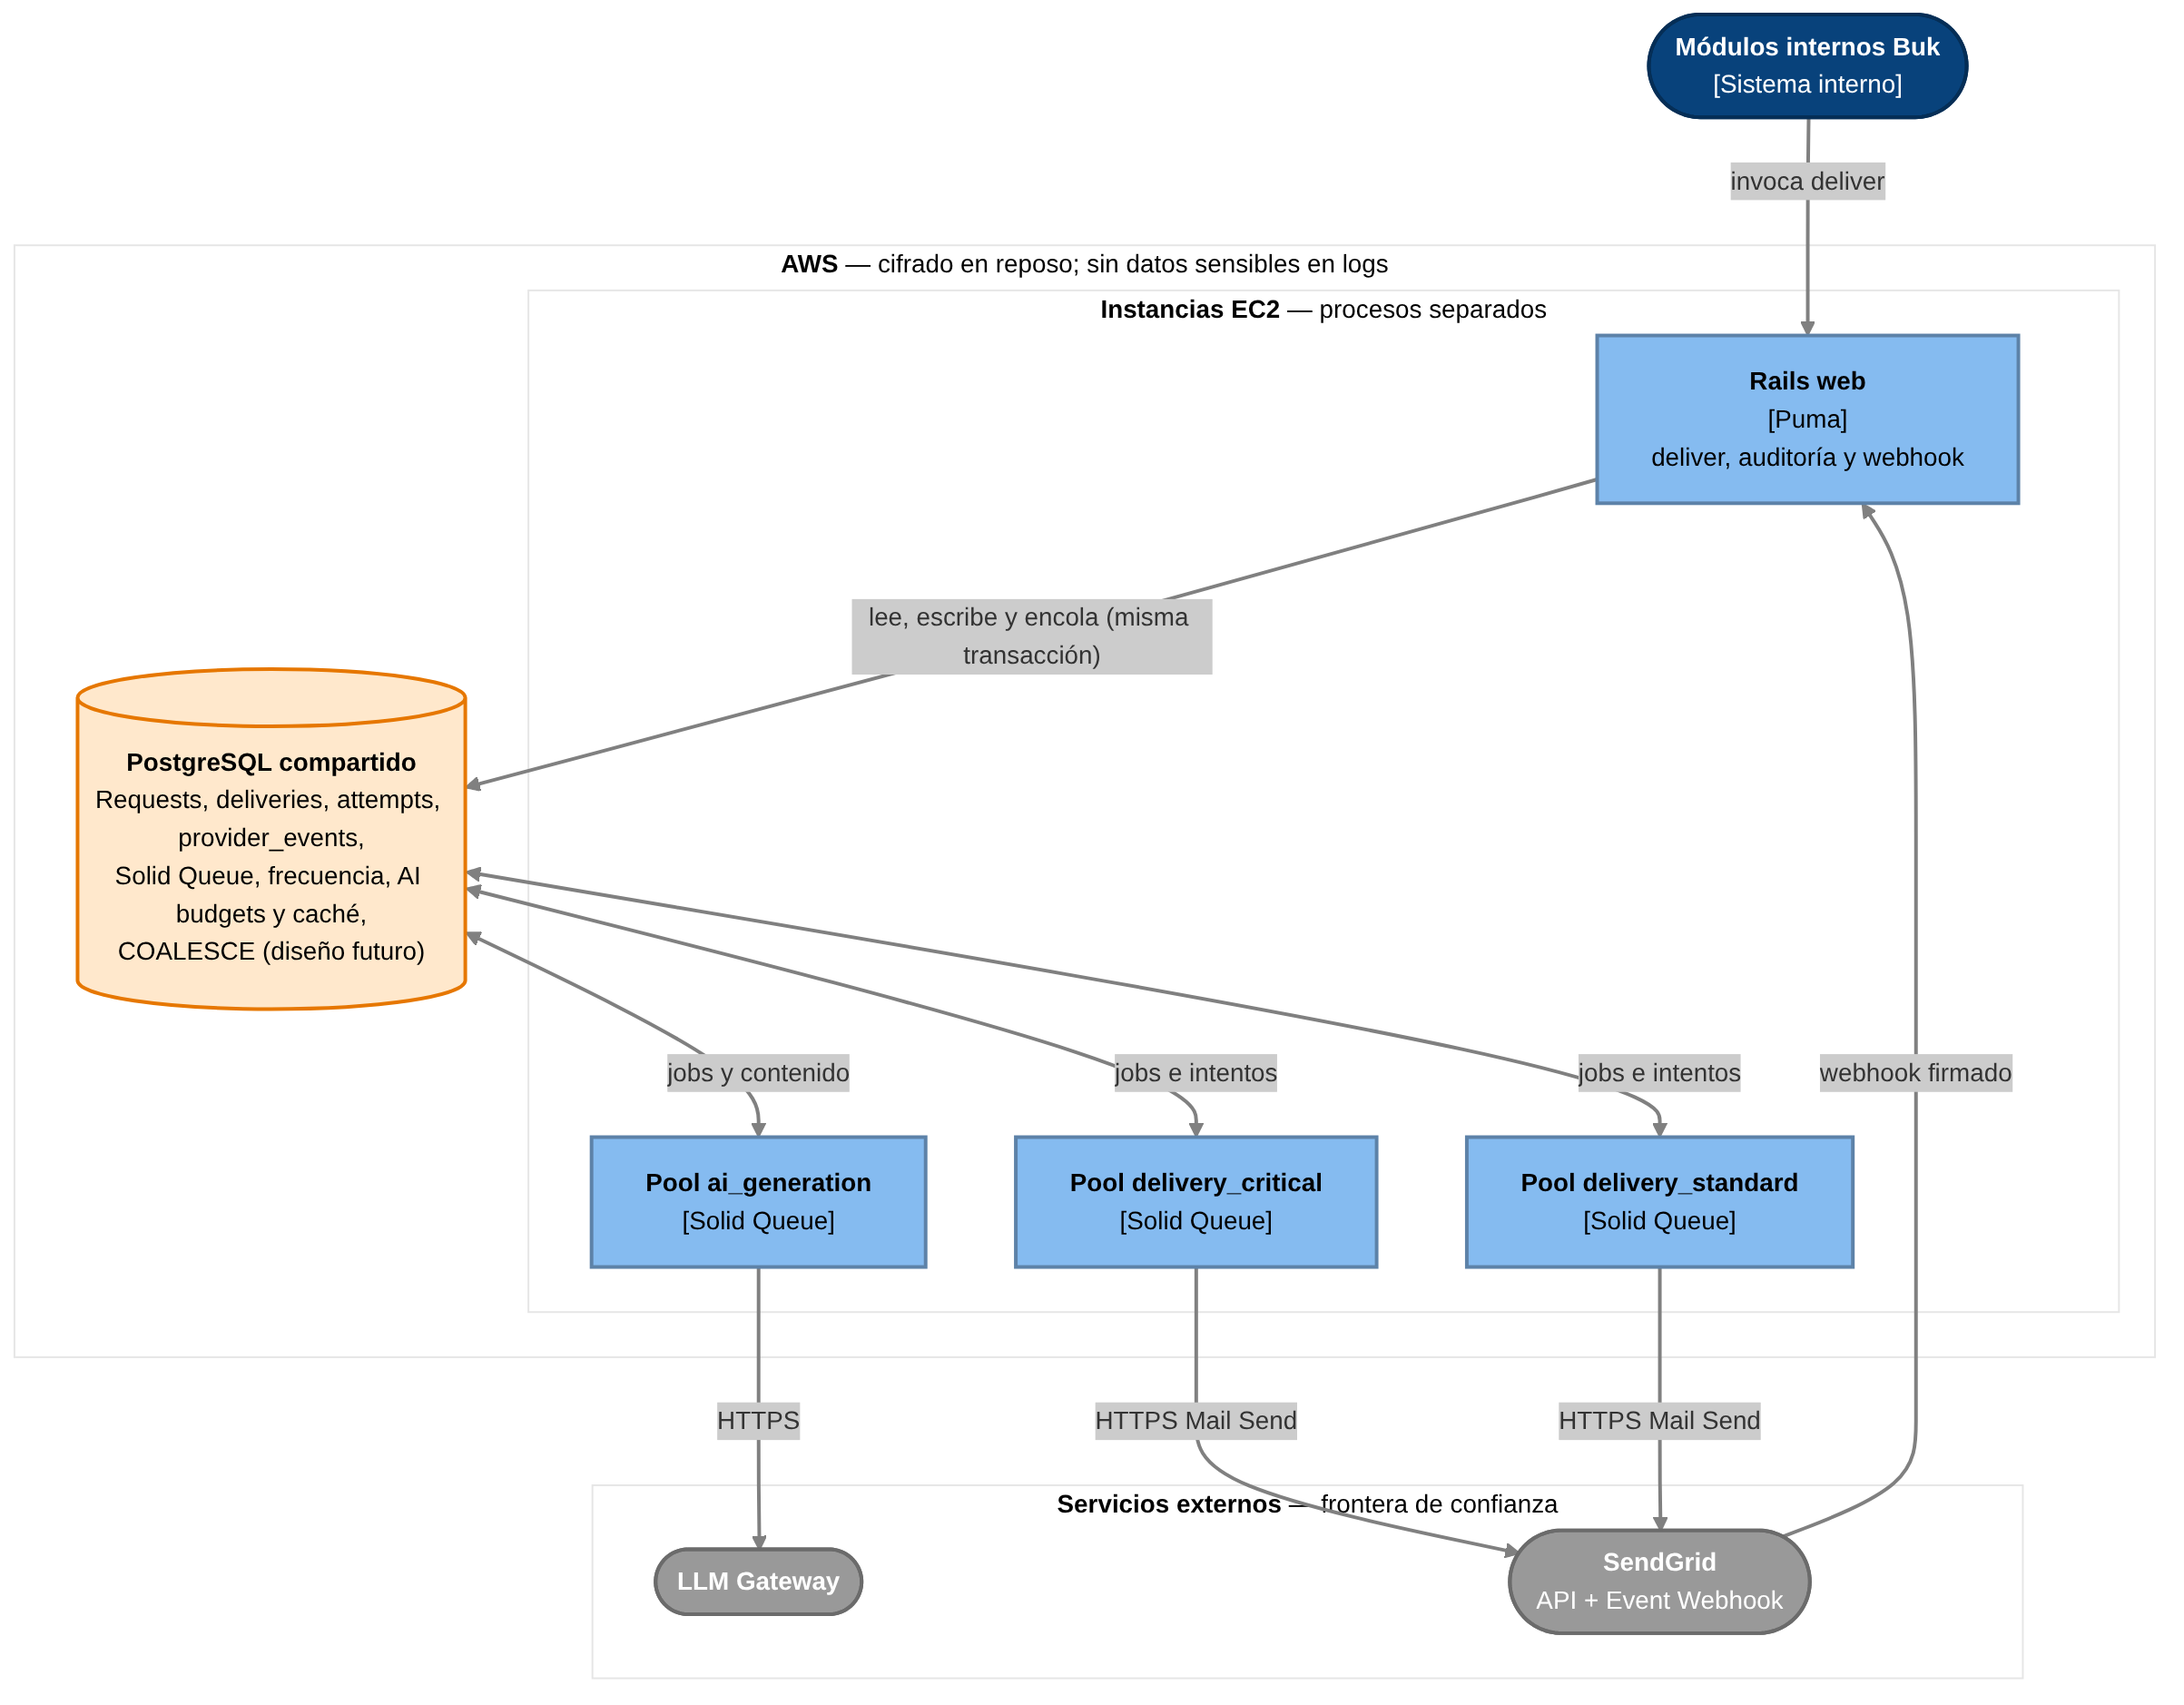 Módulos internos Buk
[Sistema interno]
invoca deliver
AWS — cifrado en reposo; sin datos sensibles en logs
Instancias EC2 — procesos separados
Rails web
[Puma]
deliver, auditoría y webhook
lee, escribe y encola (misma
transacción)
PostgreSQL compartido
Requests, deliveries, attempts,
provider_events,
Solid Queue, frecuencia, AI
budgets y caché,
COALESCE (diseño futuro)
jobs y contenido
jobs e intentos
jobs e intentos
webhook firmado
Pool ai_generation
[Solid Queue]
Pool delivery_critical
[Solid Queue]
Pool delivery_standard
[Solid Queue]
HTTPS
HTTPS Mail Send
HTTPS Mail Send
Servicios externos — frontera de confianza
LLM Gateway
SendGrid
API + Event Webhook